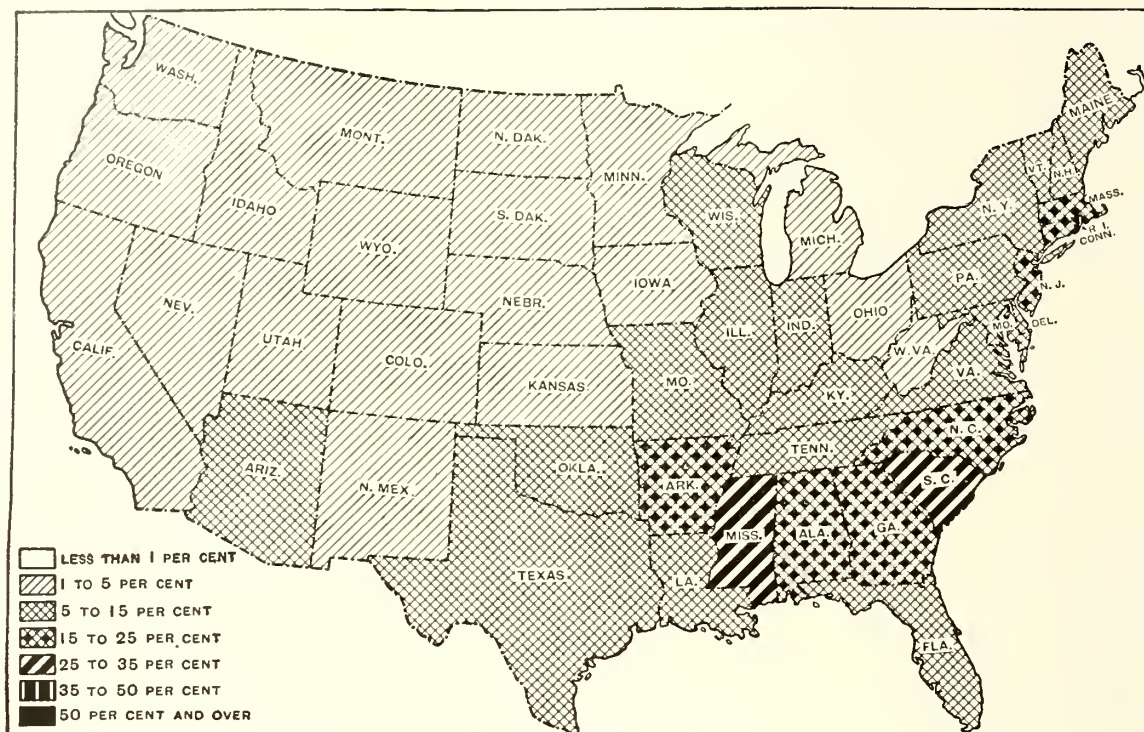 WASH.
MONT.
N. DAK.
MINN.
OREGON
IDAHO
WYO.
S. DAK.
WIS.
MICH.
N.Y.
VT.
N.H.
MAINE
MASS.
R I.
CONN.
NEV.
UTAH
COLO.
NEBR.
IOWA
ILL.
IND.
OHIO
PA.
N. J.
MD.
DEL.
CALIF.
KANSAS
MO.
KY.
W.VA.
VA.
ARIZ.
N. MEX.
OKLA.
ARK.
TENN.
N. C.
S. C.
TEXAS
LA.
MISS.
ALA.
GA.
FLA.
LESS THAN 1 PER CENT
1 TO 5 PER CENT
5 TO 15 PER CENT
15 TO 25 PER CENT
25 TO 35 PER CENT
35 TO 50 PER CENT
50 PER CENT AND OVER